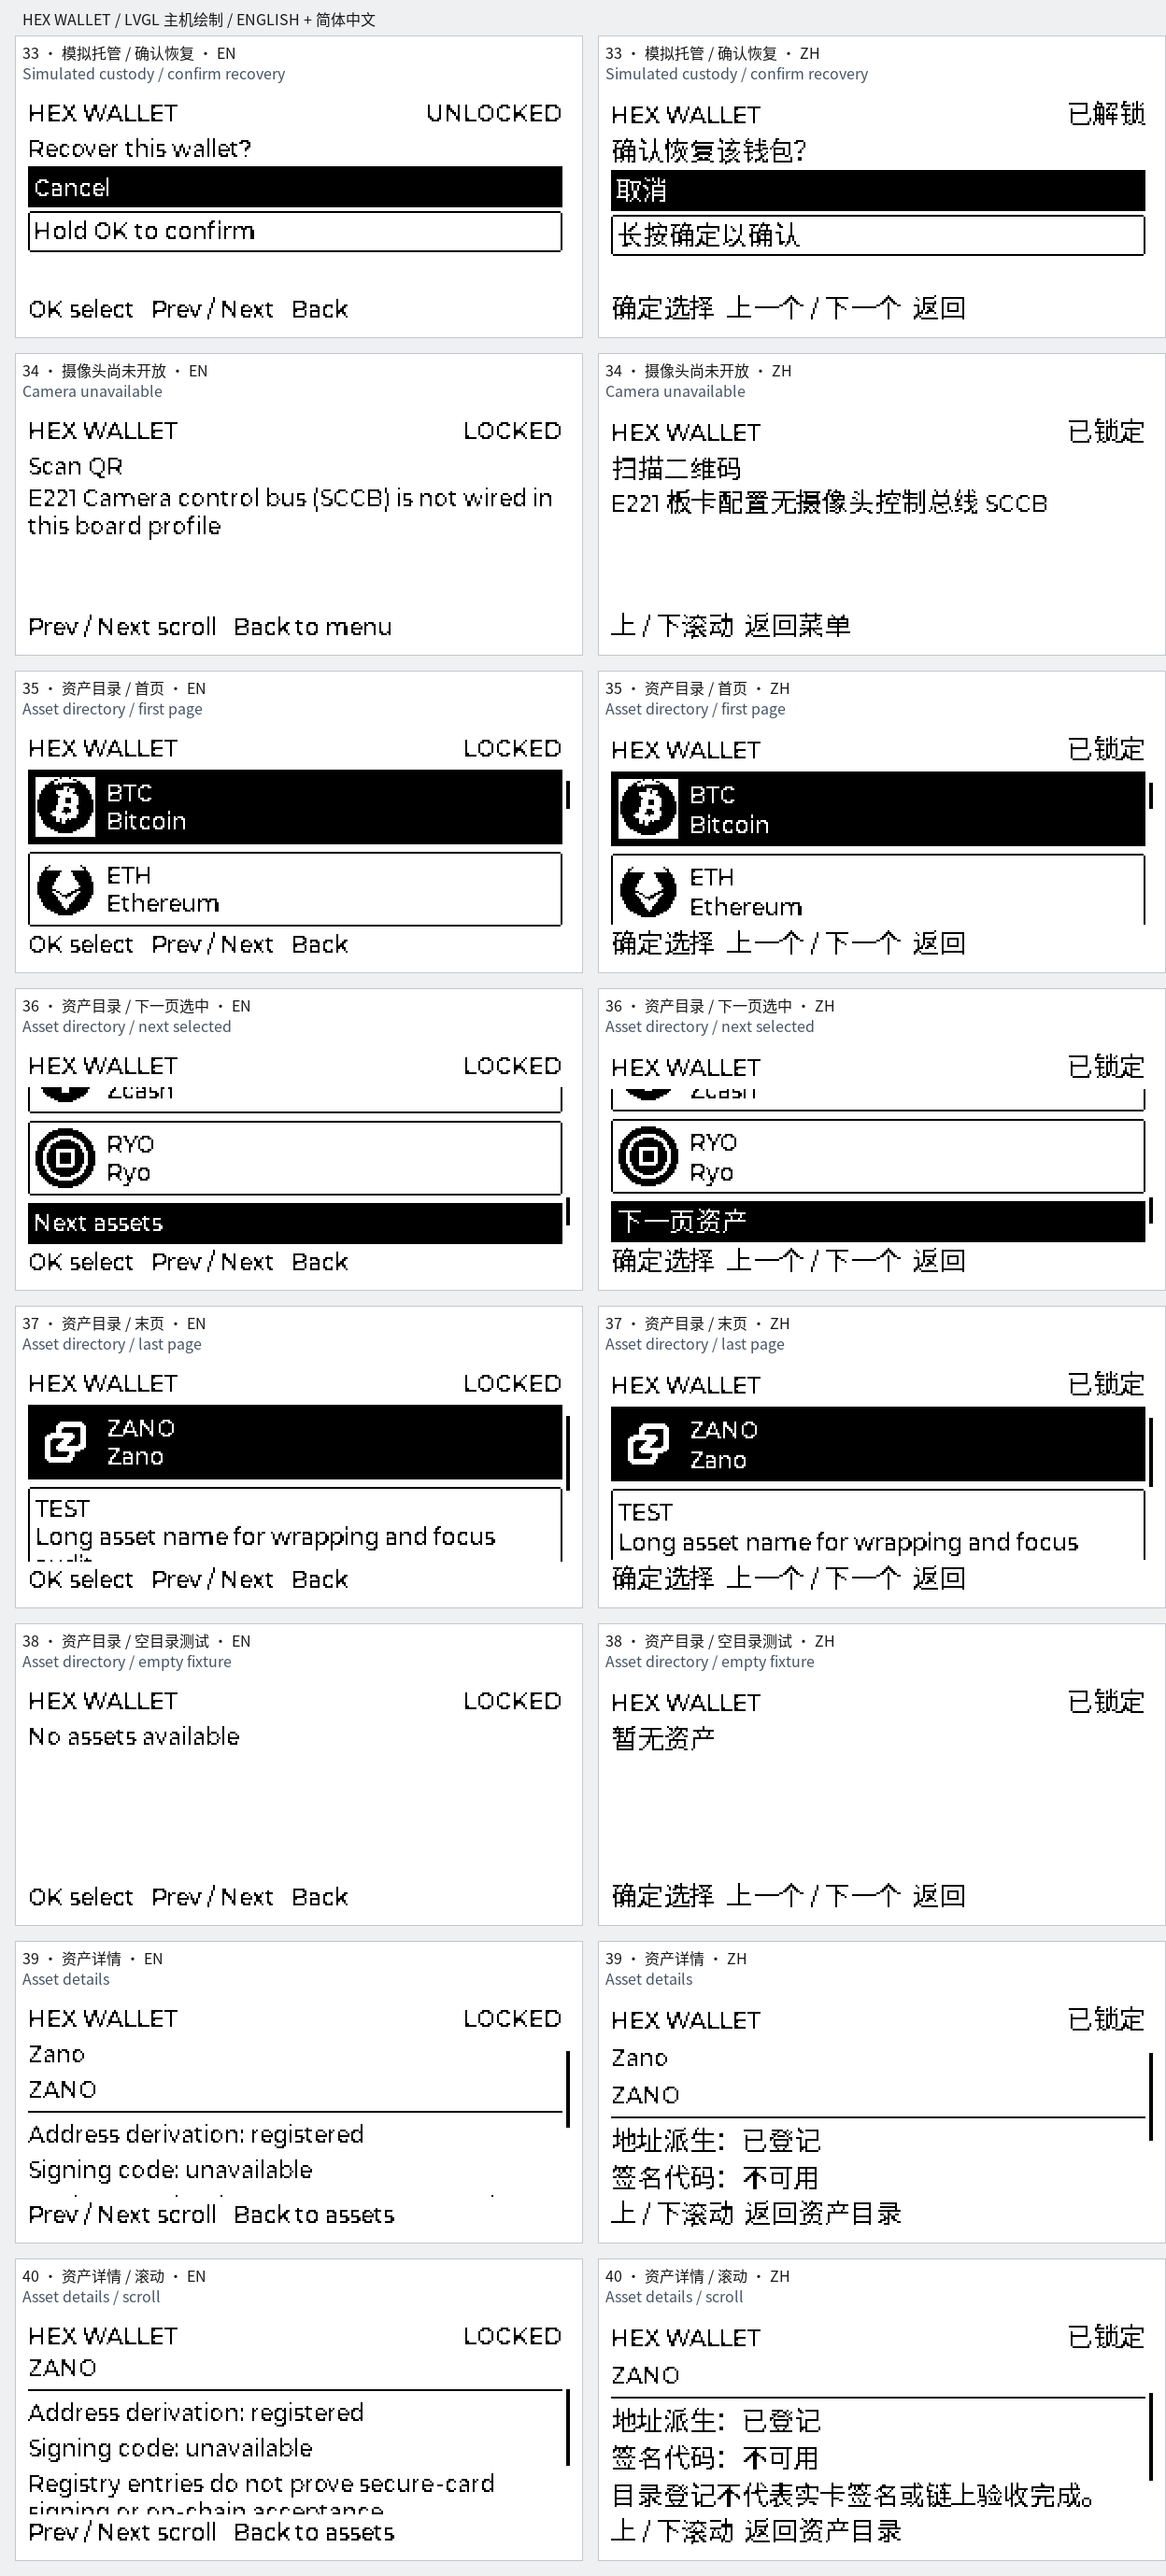 HEX WALLET / LVGL 主机绘制 / ENGLISH + 简体中文
33 · 模拟托管 / 确认恢复 · EN
Simulated custody / confirm recovery
HEX WALLET UNLOCKED
Recover this wallet?
Cancel
Hold OK to confirm
OK select Prev / Next Back
33 · 模拟托管 / 确认恢复 · ZH
Simulated custody / confirm recovery
HEX WALLET 已解锁
确认恢复该钱包?
取消
长按确定以确认
确定选择 上一个 / 下一个 返回
34 · 摄像头尚未开放 · EN
Camera unavailable
HEX WALLET LOCKED
Scan QR
E221 Camera control bus (SCCB) is not wired in
this board profile
Prev / Next scroll Back to menu
34 · 摄像头尚未开放 · ZH
Camera unavailable
HEX WALLET 已锁定
扫描二维码
E221 板卡配置无摄像头控制总线 SCCB
上 / 下滚动 返回菜单
35 · 资产目录 / 首页 · EN
Asset directory / first page
HEX WALLET LOCKED
BTC
Bitcoin
ETH
Ethereum
OK select Prev / Next Back
35 · 资产目录 / 首页 · ZH
Asset directory / first page
HEX WALLET 已锁定
BTC
Bitcoin
ETH
Ethereum
确定选择 上一个 / 下一个 返回
36 · 资产目录 / 下一页选中 · EN
Asset directory / next selected
HEX WALLET LOCKED
Zcash
RYO
Ryo
Next assets
OK select Prev / Next Back
36 · 资产目录 / 下一页选中 · ZH
Asset directory / next selected
HEX WALLET 已锁定
Zcash
RYO
Ryo
下一页资产
确定选择 上一个 / 下一个 返回
37 · 资产目录 / 末页 · EN
Asset directory / last page
HEX WALLET LOCKED
ZANO
Zano
TEST
Long asset name for wrapping and focus
audit
OK select Prev / Next Back
37 · 资产目录 / 末页 · ZH
Asset directory / last page
HEX WALLET 已锁定
ZANO
Zano
TEST
Long asset name for wrapping and focus
确定选择 上一个 / 下一个 返回
38 · 资产目录 / 空目录测试 · EN
Asset directory / empty fixture
HEX WALLET LOCKED
No assets available
OK select Prev / Next Back
38 · 资产目录 / 空目录测试 · ZH
Asset directory / empty fixture
HEX WALLET 已锁定
暂无资产
确定选择 上一个 / 下一个 返回
39 · 资产详情 · EN
Asset details
HEX WALLET LOCKED
Zano
ZANO
Address derivation: registered
Signing code: unavailable
Prev / Next scroll Back to assets
39 · 资产详情 · ZH
Asset details
HEX WALLET 已锁定
Zano
ZANO
地址派生：已登记
签名代码：不可用
上 / 下滚动 返回资产目录
40 · 资产详情 / 滚动 · EN
Asset details / scroll
HEX WALLET LOCKED
ZANO
Address derivation: registered
Signing code: unavailable
Registry entries do not prove secure-card
signing or on-chain acceptance
Prev / Next scroll Back to assets
40 · 资产详情 / 滚动 · ZH
Asset details / scroll
HEX WALLET 已锁定
ZANO
地址派生：已登记
签名代码：不可用
目录登记不代表实卡签名或链上验收完成。
上 / 下滚动 返回资产目录